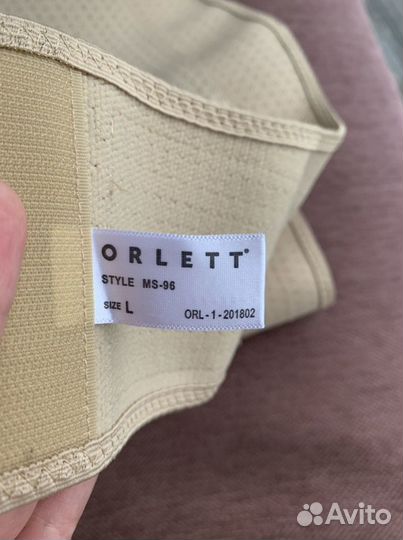 ORLETT®
STYLE MS-96
SIZE L
ORL-1-201802
Avito